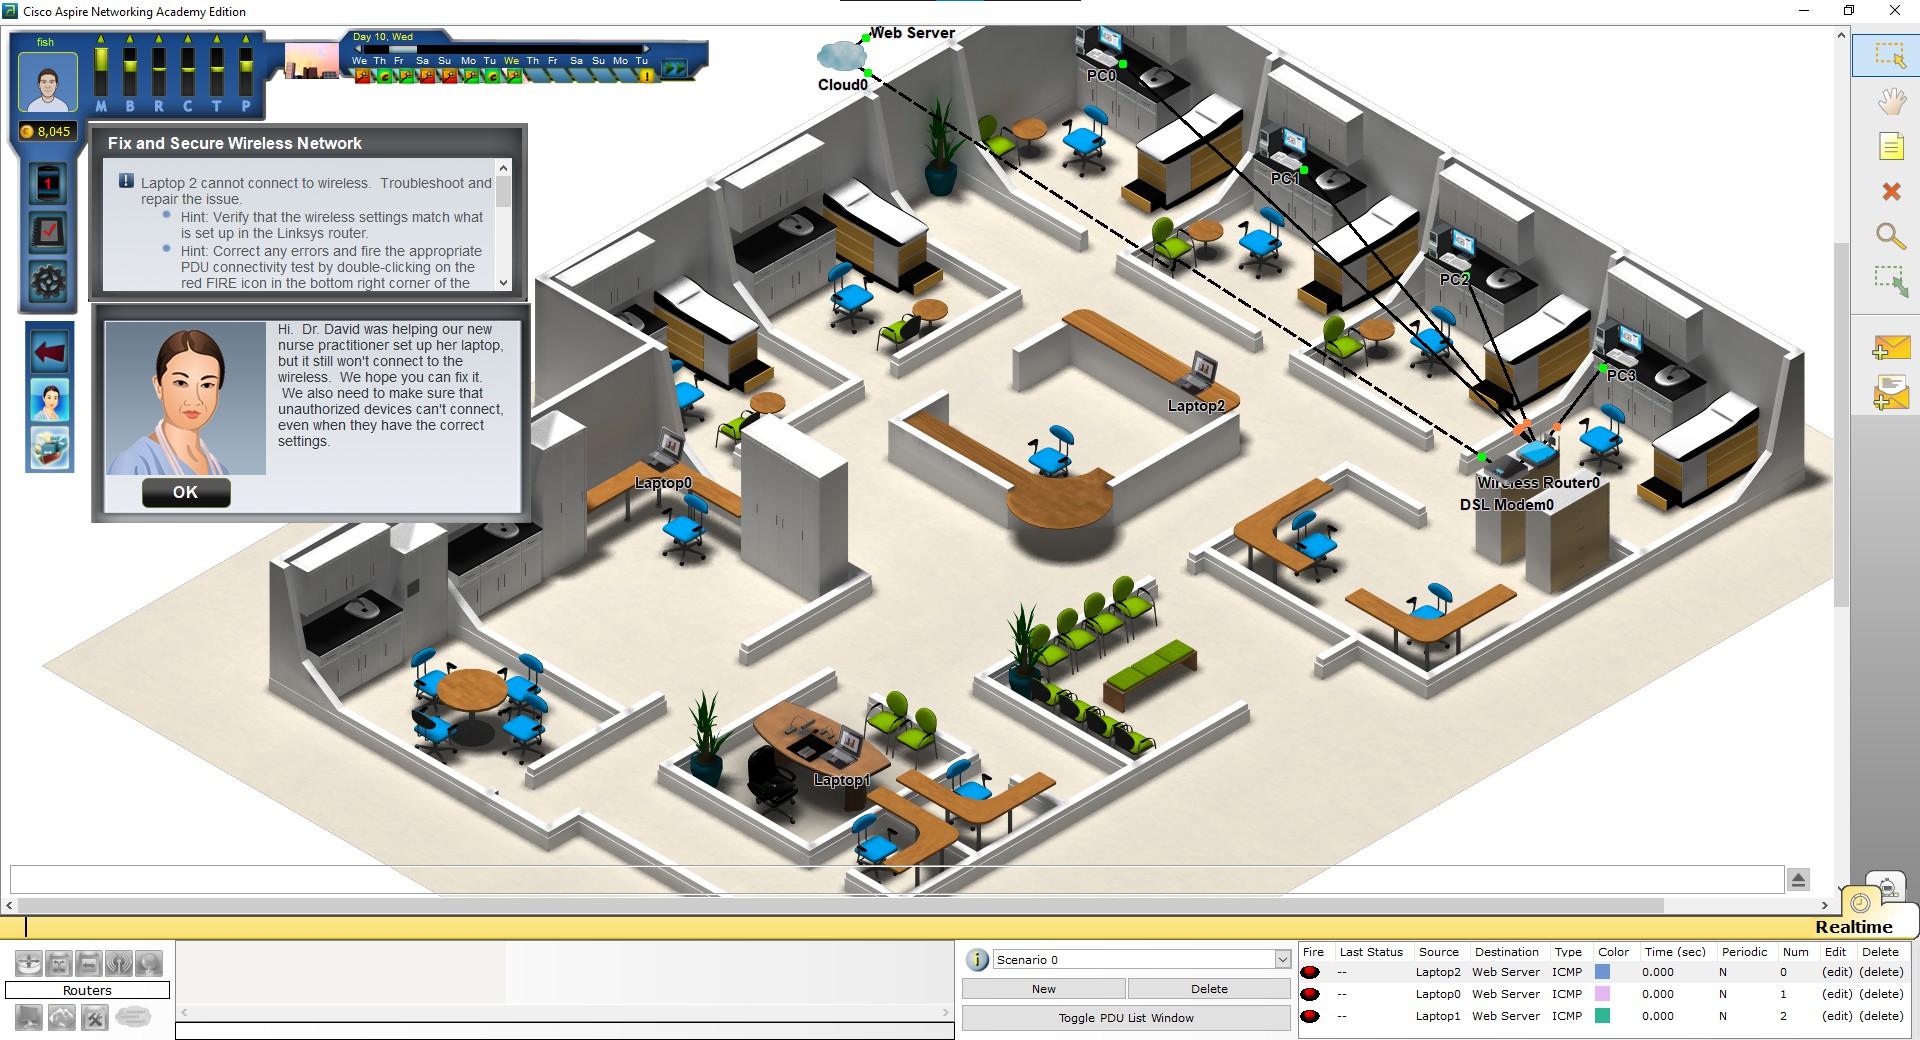 Cisco Aspire Networking Academy Edition
fish
M B R C T P
8,045
Day 10, Wed
We Th Fr Sa Su Mo Tu We Th Fr Sa Su Mo Tu
1
Fix and Secure Wireless Network
Laptop 2 cannot connect to wireless. Troubleshoot and
repair the issue.
Hint: Verify that the wireless settings match what
is set up in the Linksys router.
Hint: Correct any errors and fire the appropriate
PDU connectivity test by double-clicking on the
red FIRE icon in the bottom right corner of the
Hi. Dr. David was helping our new
nurse practitioner set up her laptop,
but it still won't connect to the
wireless. We hope you can fix it.
We also need to make sure that
unauthorized devices can't connect,
even when they have the correct
settings.
OK
Web Server
Cloud0
PC0
PC1
PC2
PC3
Laptop2
Laptop0
Wireless Router0
DSL Modem0
Laptop1
Realtime
Routers
Scenario 0
New Delete
Toggle PDU List Window
Fire Last Status Source Destination Type Color Time (sec) Periodic Num Edit Delete
-- Laptop2 Web Server ICMP 0.000 N 0 (edit) (delete)
-- Laptop0 Web Server ICMP 0.000 N 1 (edit) (delete)
-- Laptop1 Web Server ICMP 0.000 N 2 (edit) (delete)